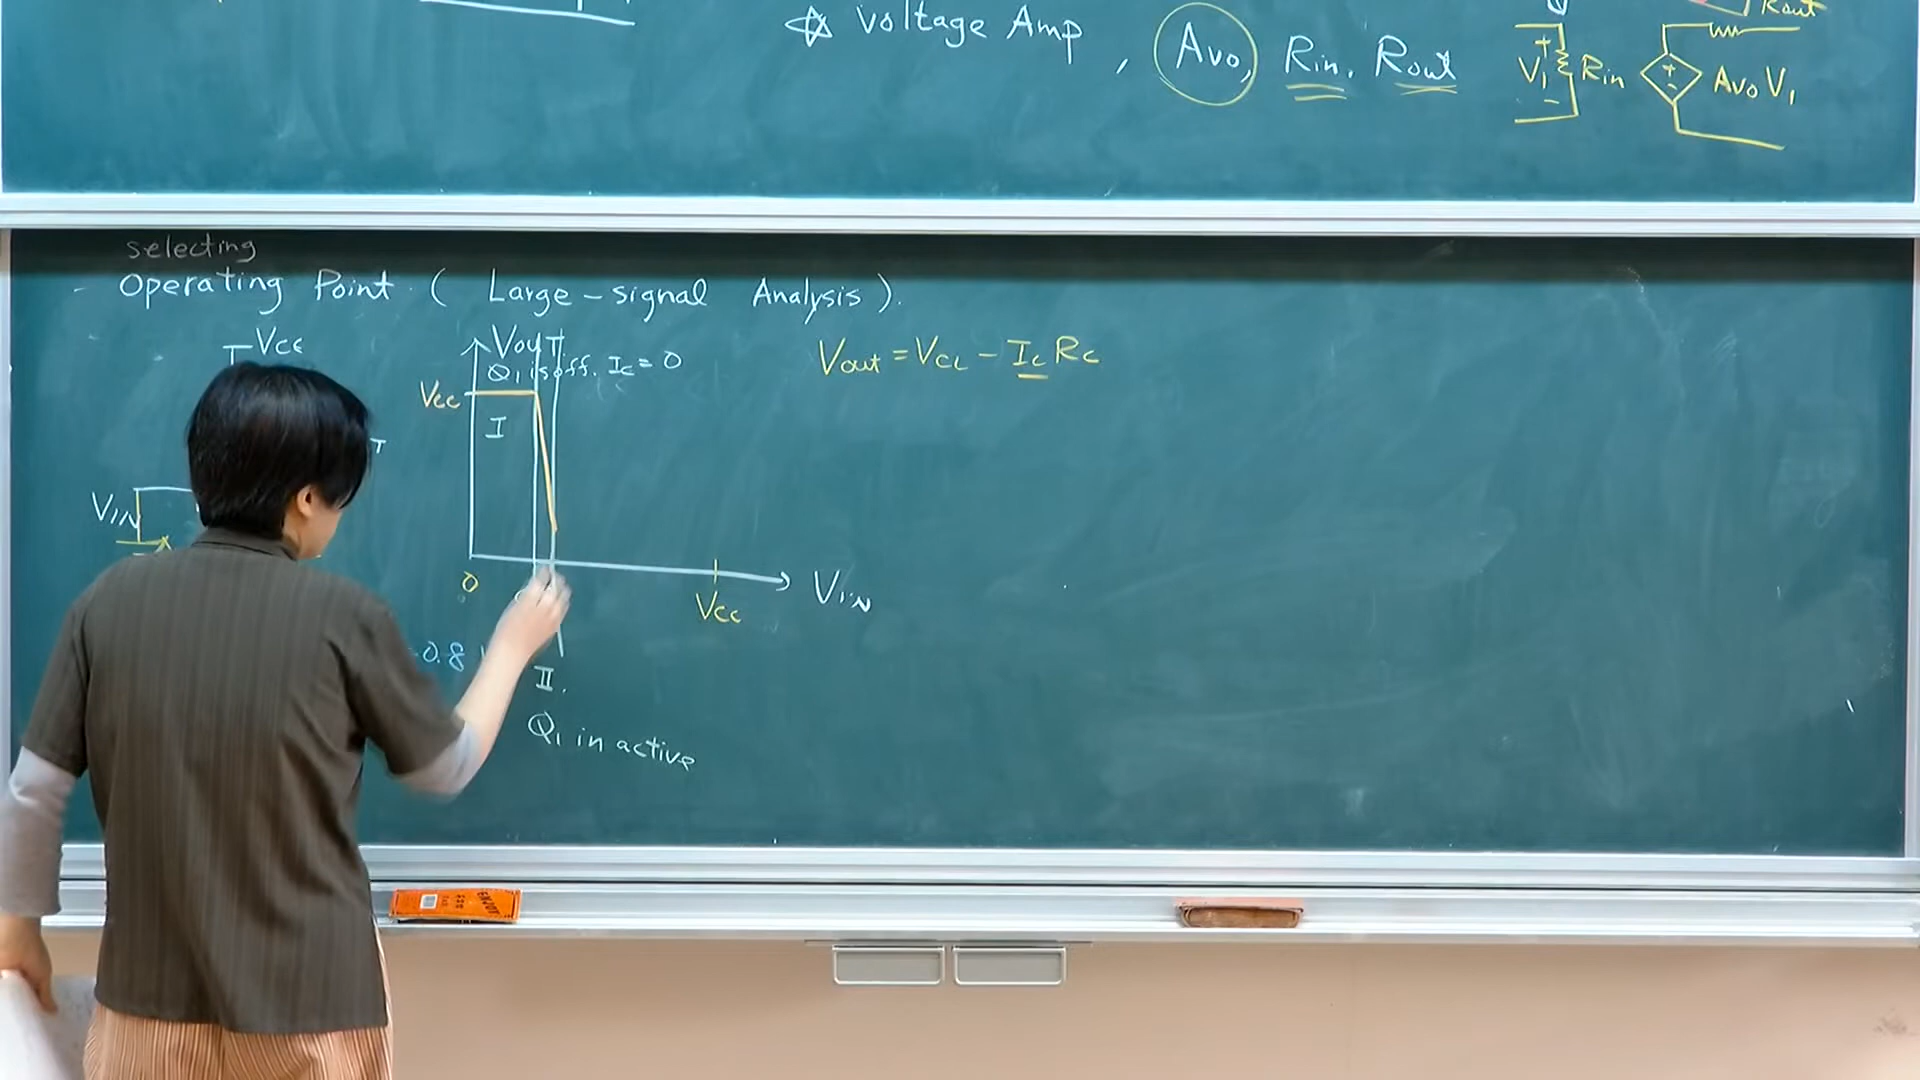 ☆ Voltage Amp, Avo, Rin, Rout
Rout
+
V1
-
Rin
+
-
Avo V1
selecting
- Operating Point (Large-signal Analysis).
Vcc
VOUT
Q1 is off. Ic = 0
Vout = Vcc - Ic Rc
Vcc
I
T
VIN
0
Vcc
VIN
0.8
II.
Q1 in active
ENJOY